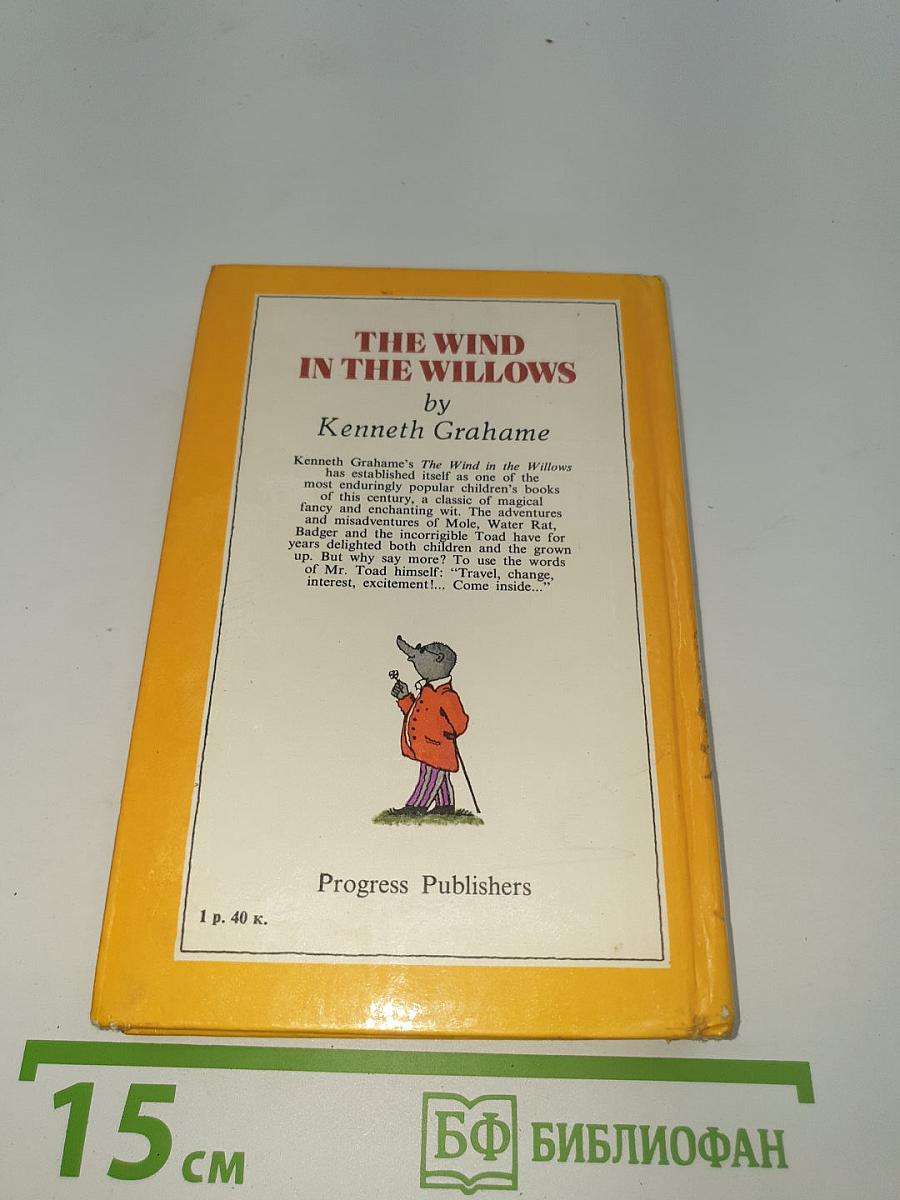 THE WIND
IN THE WILLOWS
by
Kenneth Grahame
Kenneth Grahame's The Wind in the Willows
has established itself as one of the
most enduringly popular children's books
of this century, a classic of magical
fancy and enchanting wit. The adventures
and misadventures of Mole, Water Rat,
Badger and the incorrigible Toad have for
years delighted both children and the grown
up. But why say more? To use the words
of Mr. Toad himself: “Travel, change,
interest, excitement!... Come inside...”
Progress Publishers
1 р. 40 к.
15 см
БФ БИБЛИОФАН